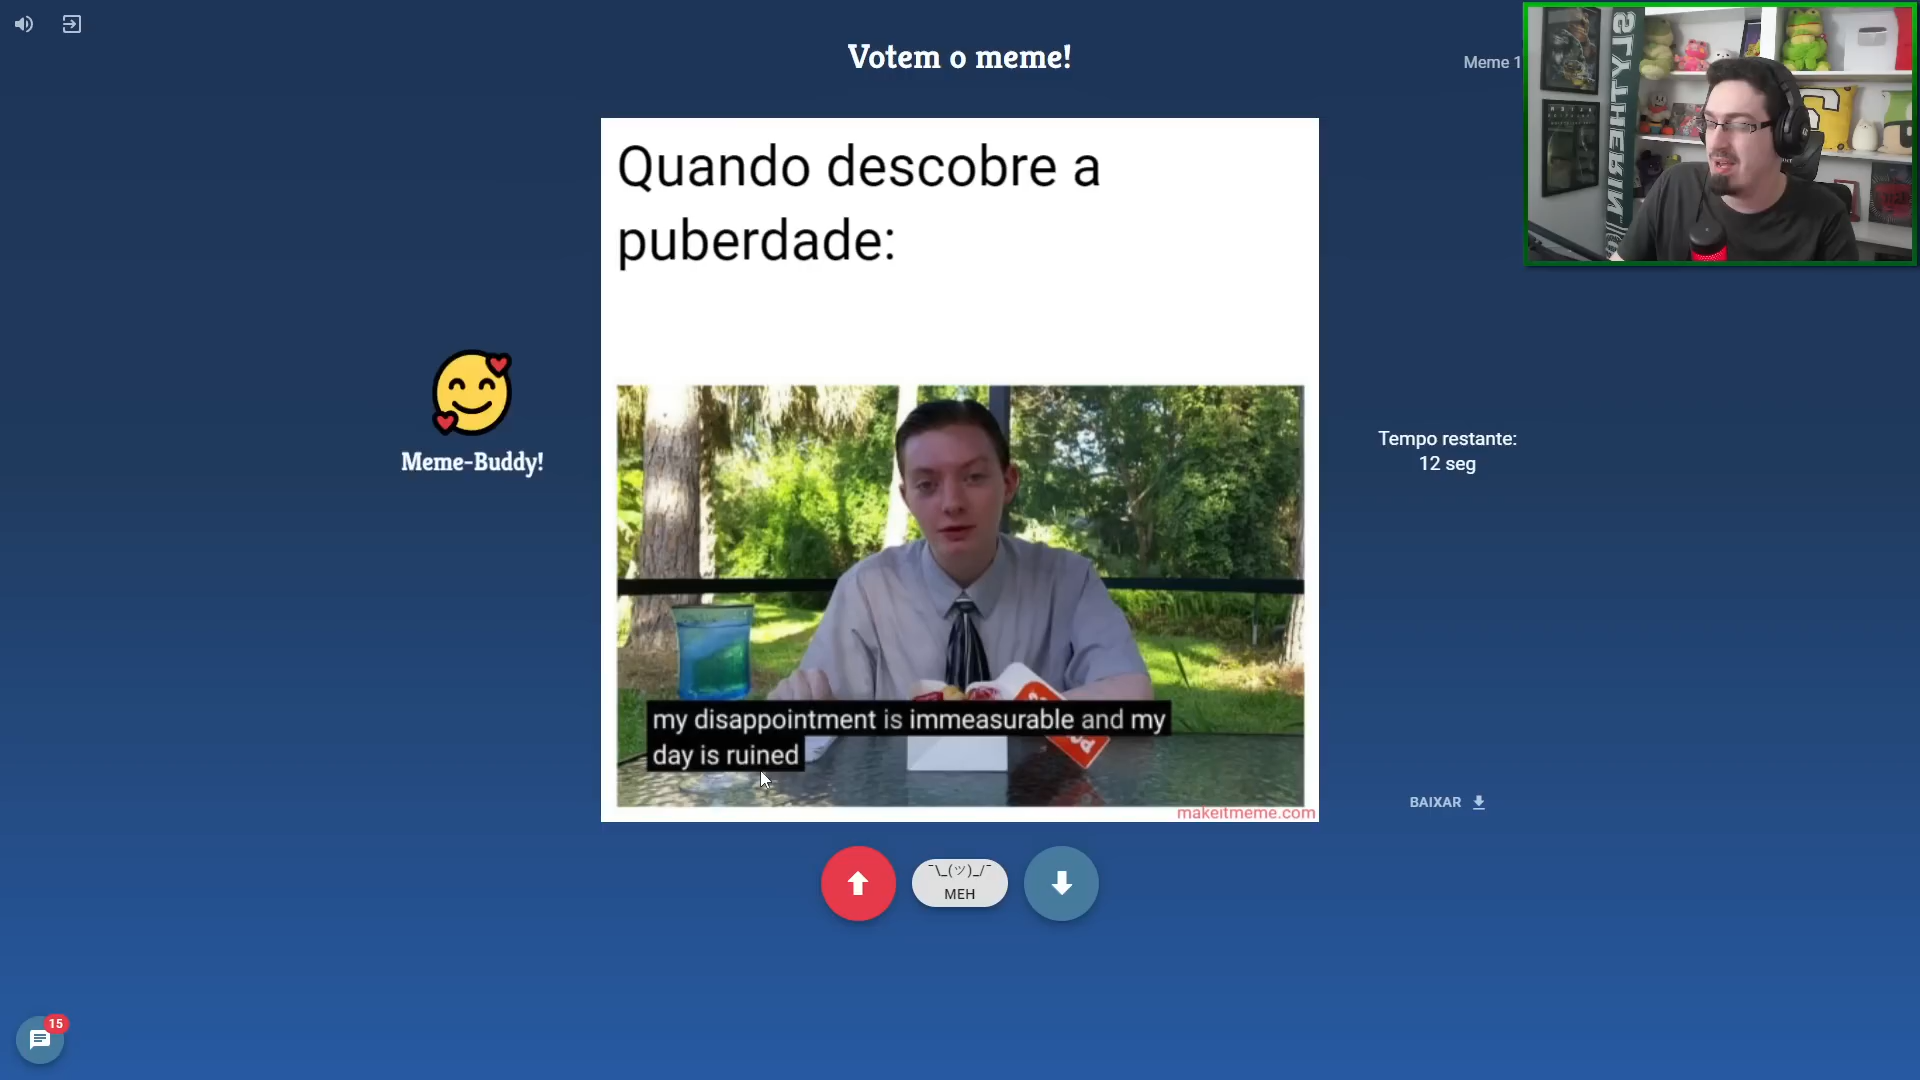 Votem o meme!
Meme 1
SLYTHERIN
Quando descobre a
puberdade:
Meme-Buddy!
Tempo restante:
12 seg
my disappointment is immeasurable and my
day is ruined
makeitmeme.com
BAIXAR
¯\_(ツ)_/¯
MEH
15